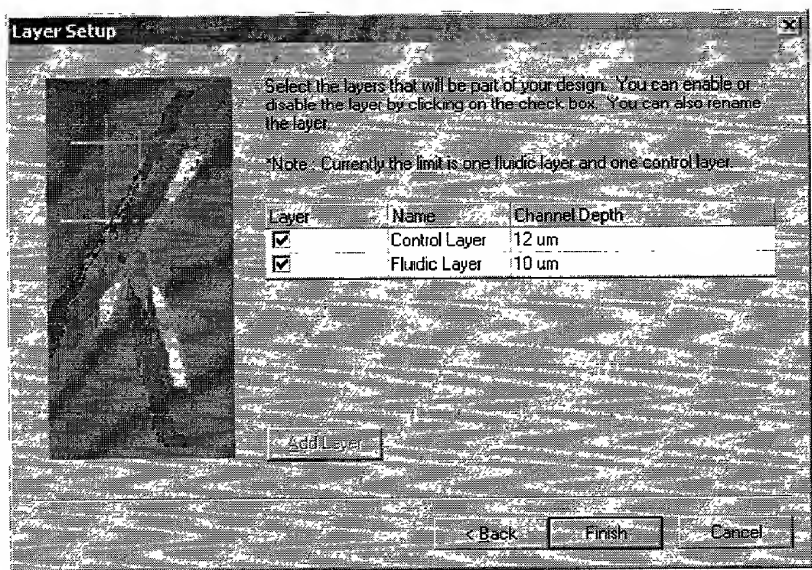 Layer Setup
Select the layers that will be part of your design. You can enable or
disable the layer by clicking on the check box. You can also rename
the layer.
*Note : Currently the limit is one fluidic layer and one control layer.
Layer Name Channel Depth
Control Layer 12 um
Fluidic Layer 10 um
Add Layer
< Back Finish Cancel